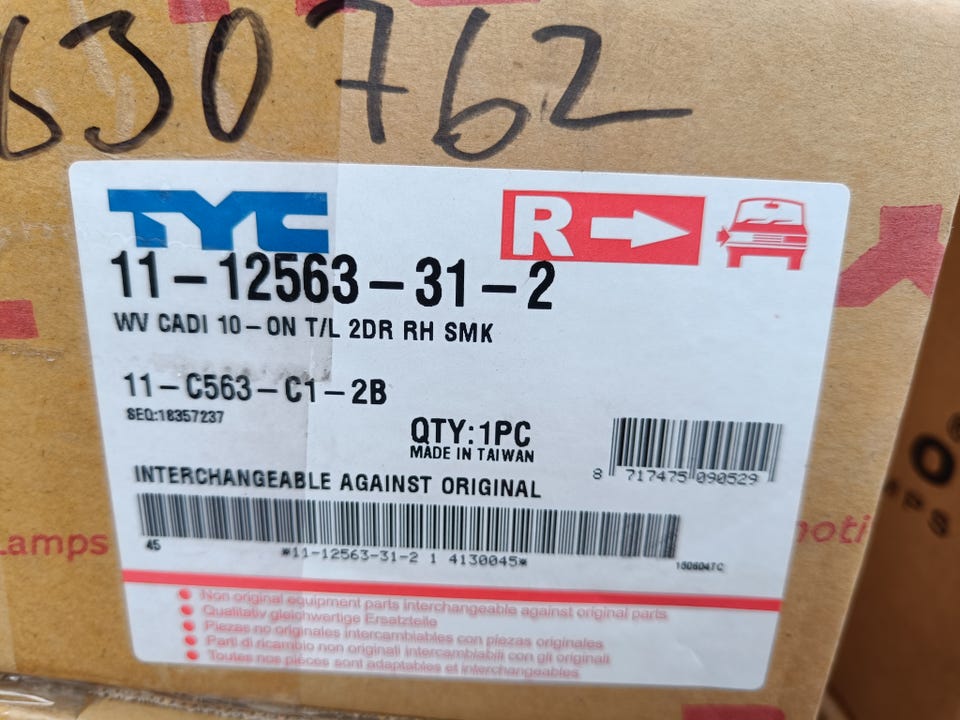 630762
TYC
R
11-12563-31-2
WV CADI 10-ON T/L 2DR RH SMK
11-C563-C1-2B
SEQ:18357237
QTY:1PC
MADE IN TAIWAN
8 717475 090529
INTERCHANGEABLE AGAINST ORIGINAL
45
*11-12563-31-2 1 4130045*
160604TC
Lamps
moti
Non original equipment parts interchangeable against original parts
Qualitativ gleichwertige Ersatzteile
Piezas no originales intercambiables con piezas originales
Parti di ricambio non originali intercambiabili con gli originali
Toutes nos pièces sont adaptables et interchangeables